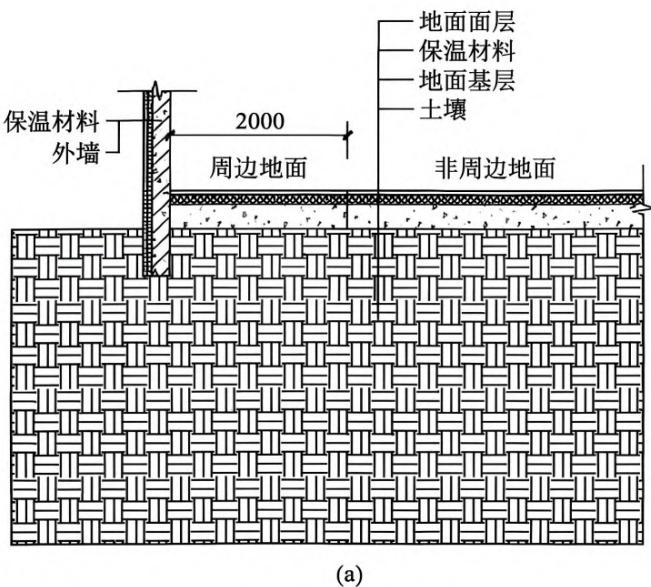 地面面层
保温材料
地面基层
土壤
保温材料
外墙
2000
周边地面
非周边地面
(a)